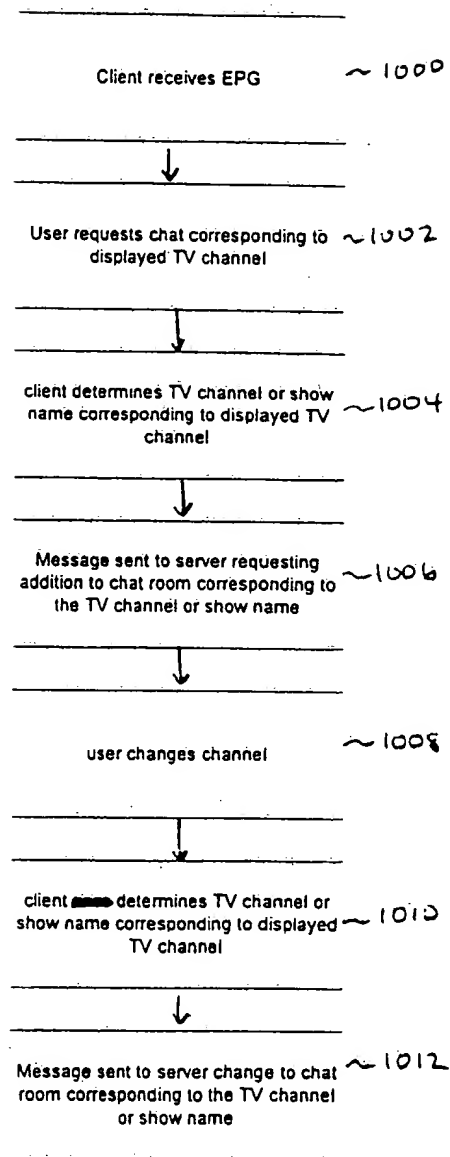 Client receives EPG ~ 1000
User requests chat corresponding to ~1002
displayed TV channel
client determines TV channel or show
name corresponding to displayed TV ~1004
channel
Message sent to server requesting
addition to chat room corresponding to ~1006
the TV channel or show name
user changes channel ~ 1008
client determines TV channel or
show name corresponding to displayed ~ 1010
TV channel
Message sent to server change to chat ~ 1012
room corresponding to the TV channel
or show name